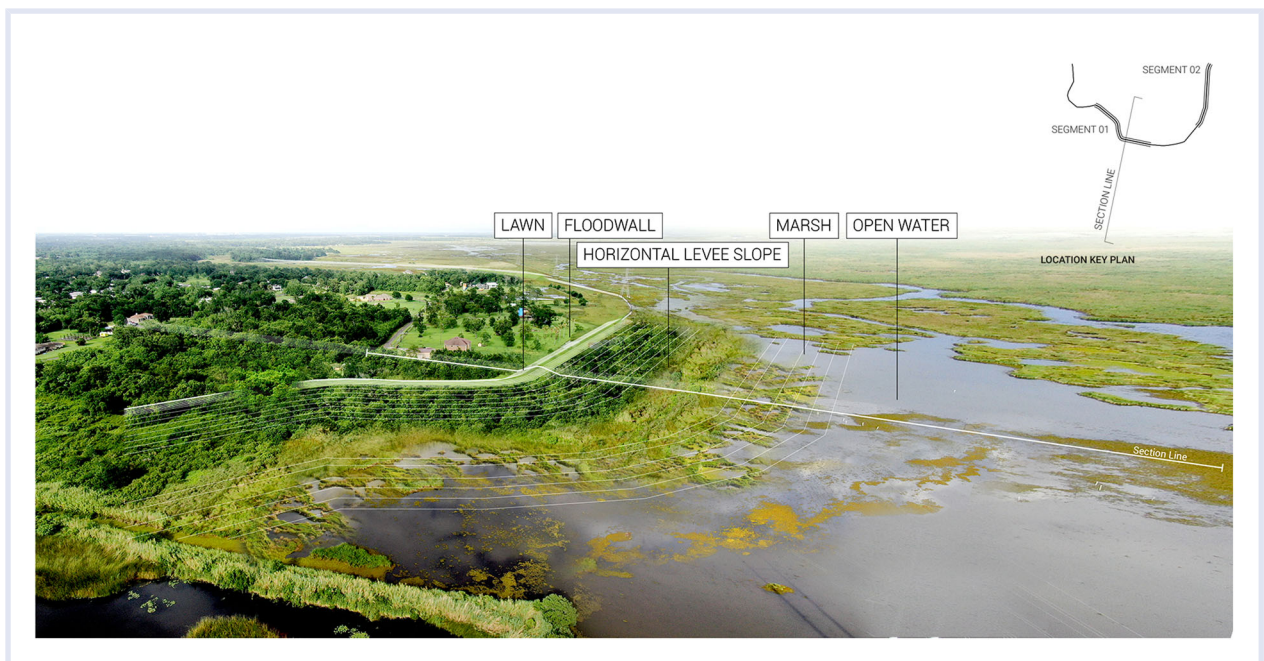 SEGMENT 02
SEGMENT 01
SECTION LINE
LOCATION KEY PLAN
LAWN
FLOODWALL
MARSH
OPEN WATER
HORIZONTAL LEVEE SLOPE
Section Line